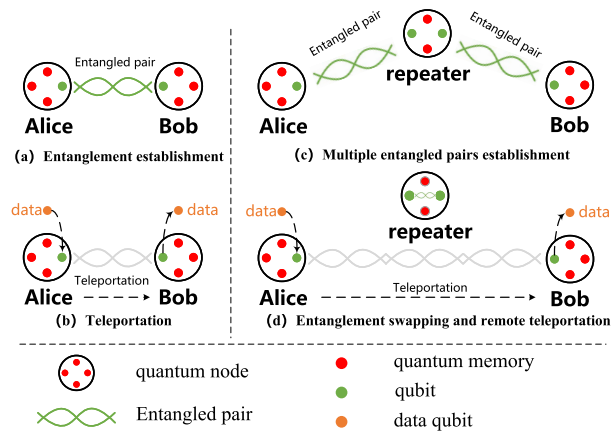 Entangled pair
Alice
Bob
(a) Entanglement establishment
Entangled pair
Entangled pair
repeater
Alice
Bob
(c) Multiple entangled pairs establishment
data
data
Teleportation
Alice
Bob
(b) Teleportation
data
data
repeater
Teleportation
Alice
Bob
(d) Entanglement swapping and remote teleportation
quantum node
Entangled pair
quantum memory
qubit
data qubit